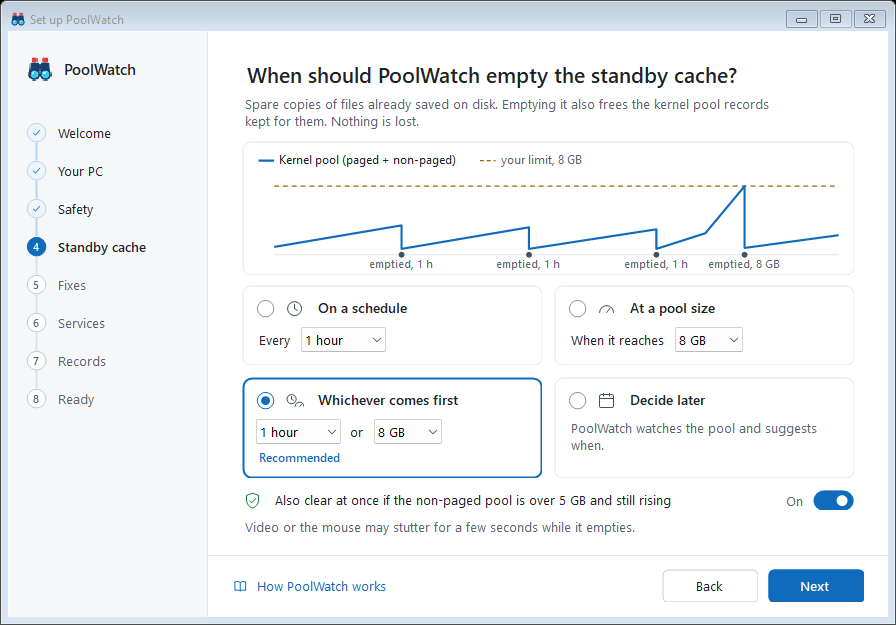 Set up PoolWatch
PoolWatch
Welcome
Your PC
Safety
4 Standby cache
5 Fixes
6 Services
7 Records
8 Ready
When should PoolWatch empty the standby cache?
Spare copies of files already saved on disk. Emptying it also frees the kernel pool records
kept for them. Nothing is lost.
Kernel pool (paged + non-paged) your limit, 8 GB
emptied, 1 h emptied, 1 h emptied, 1 h emptied, 8 GB
On a schedule
Every 1 hour
At a pool size
When it reaches 8 GB
Whichever comes first
1 hour or 8 GB
Recommended
Decide later
PoolWatch watches the pool and suggests
when.
Also clear at once if the non-paged pool is over 5 GB and still rising On
Video or the mouse may stutter for a few seconds while it empties.
How PoolWatch works Back Next